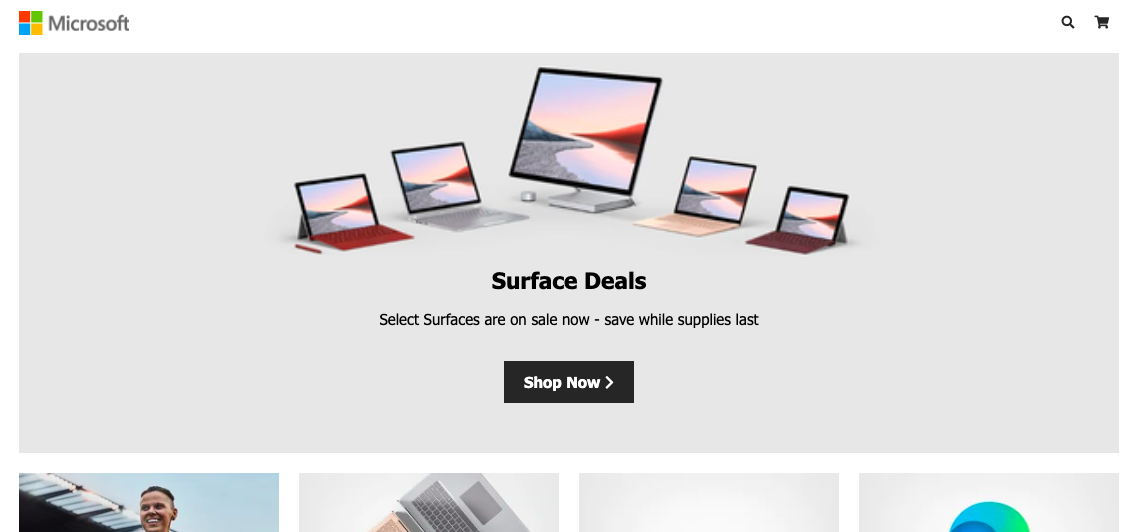 Microsoft
Surface Deals
Select Surfaces are on sale now - save while supplies last
Shop Now